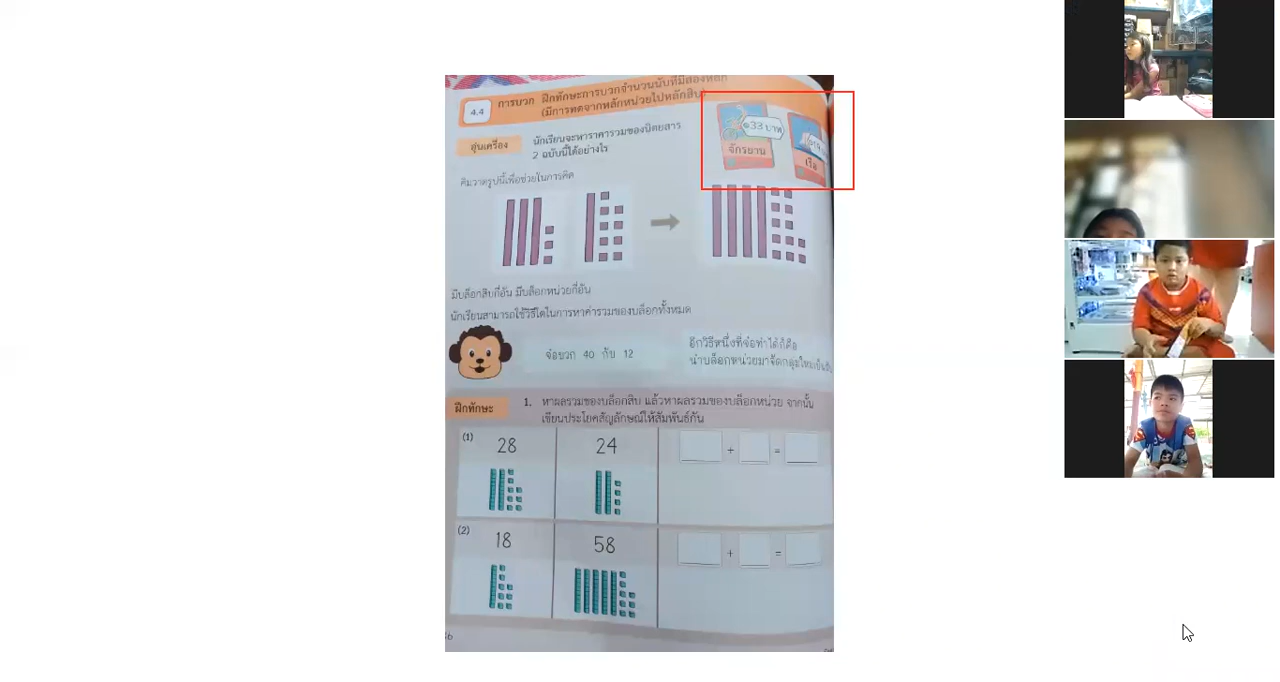 4.4
การบวก ฝึกทักษะการบวกจำนวนนับที่มีสองหลัก
(มีการทดจากหลักหน่วยไปหลักสิบ)
33 บาท
จักรยาน
เรือ
อุ่นเครื่อง
นักเรียนจะหาราคารวมของนิตยสาร
2 ฉบับนี้ได้อย่างไร
คิมวาดรูปนี้เพื่อช่วยในการคิด
มีบล็อกสิบกี่อัน มีบล็อกหน่วยกี่อัน
นักเรียนสามารถใช้วิธีใดในการหาค่ารวมของบล็อกทั้งหมด
จ๋อบวก 40 กับ 12
อีกวิธีหนึ่งที่จ๋อทำได้ก็คือ
นำบล็อกหน่วยมาจัดกลุ่มใหม่
ฝึกทักษะ
1. หาผลรวมของบล็อกสิบ แล้วหาผลรวมของบล็อกหน่วย จากนั้น
เขียนประโยคสัญลักษณ์ให้สัมพันธ์กัน
(1)
28
24
+ =
(2)
18
58
+ =